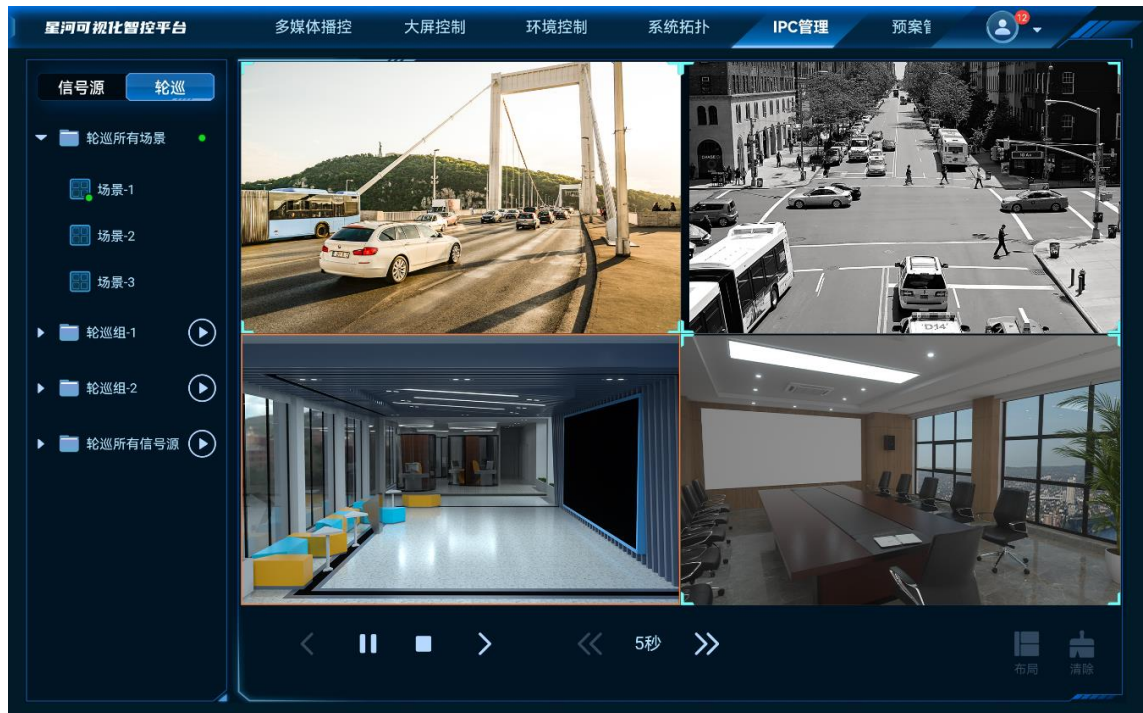 星河可视化智控平台
多媒体播控
大屏控制
环境控制
系统拓扑
IPC管理
预案管
12
信号源
轮巡
轮巡所有场景
场景-1
场景-2
场景-3
轮巡组-1
轮巡组-2
轮巡所有信号源
5秒
布局
清除